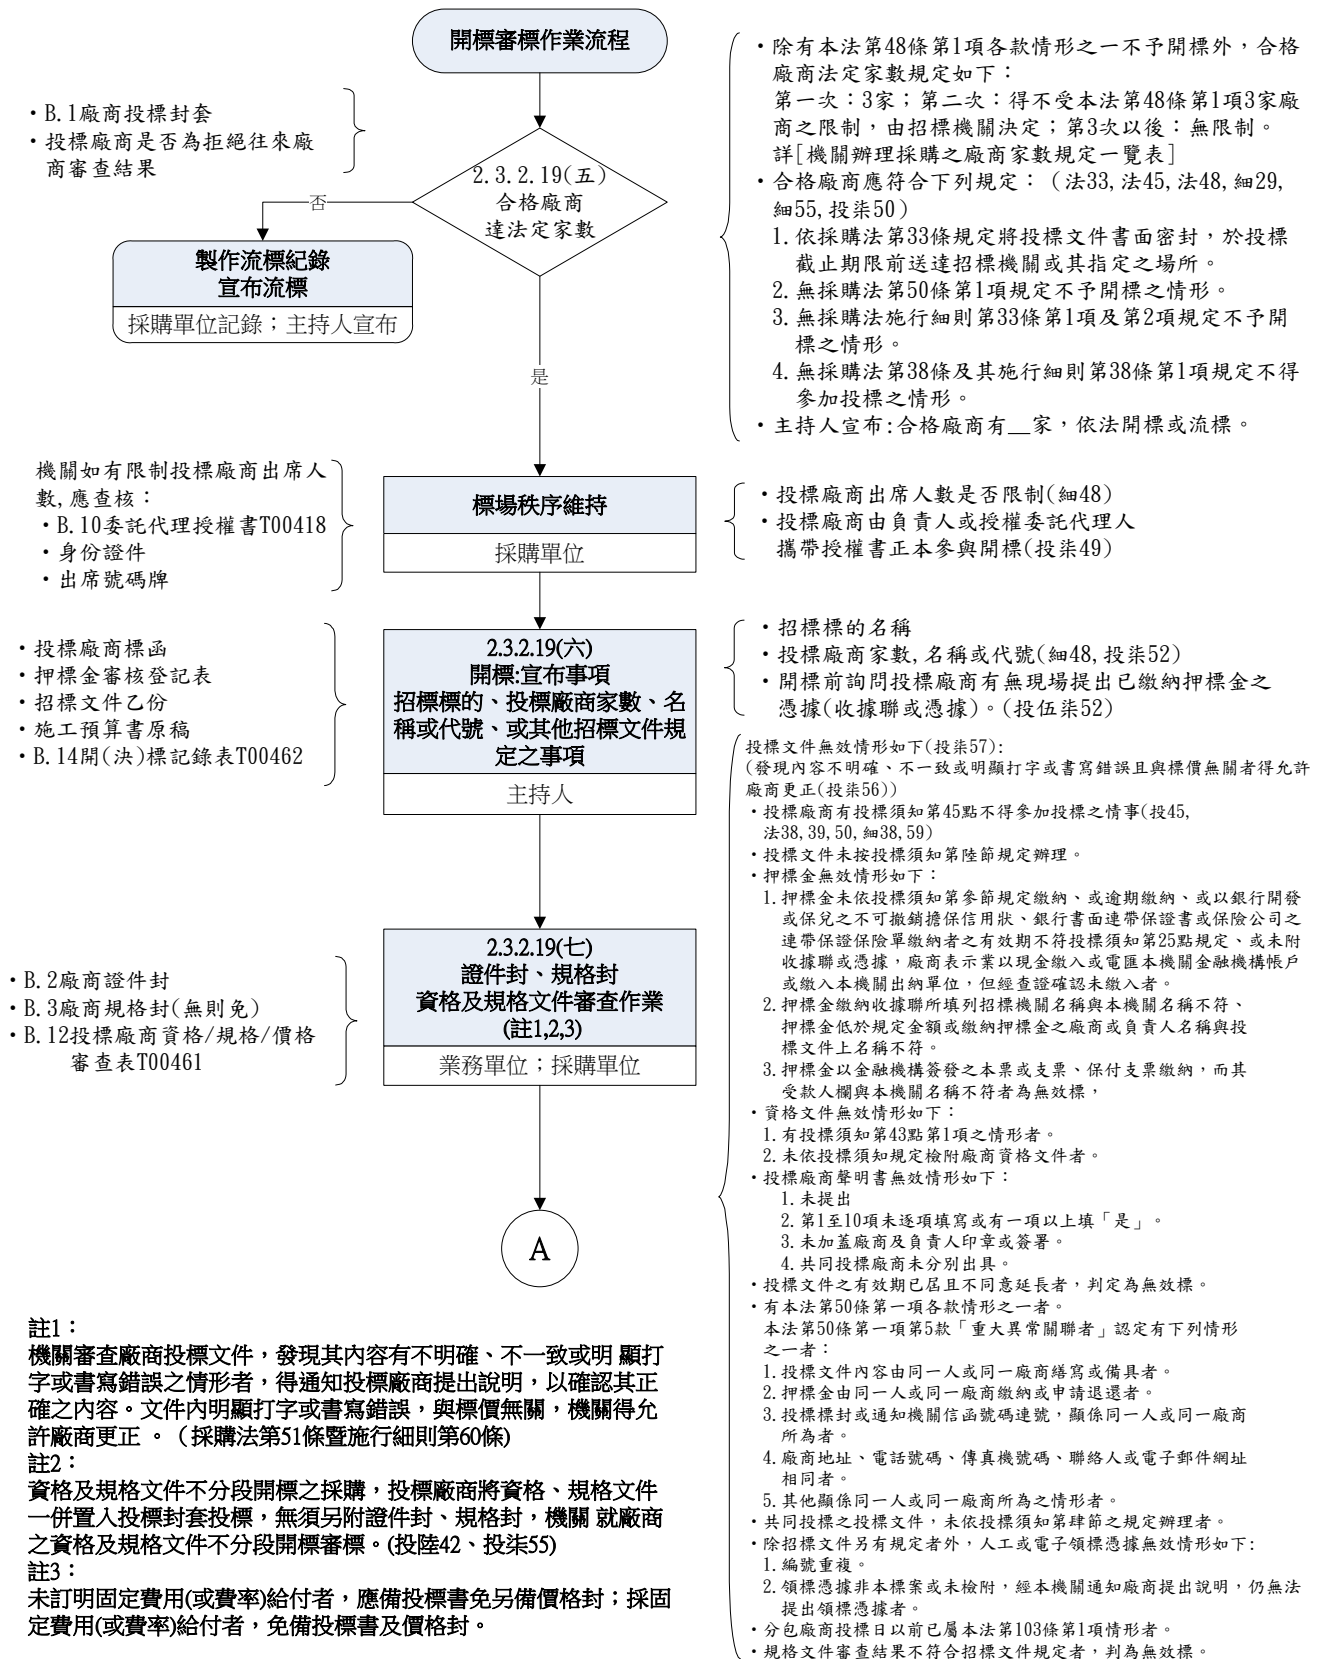 開標審標作業流程
・B.1廠商投標封套
・投標廠商是否為拒絕往來廠
商審查結果
2.3.2.19(五)
合格廠商
達法定家數
否
製作流標紀錄
宣布流標
採購單位記錄；主持人宣布
是
・除有本法第48條第1項各款情形之一不予開標外，合格
廠商法定家數規定如下：
第一次：3家；第二次：得不受本法第48條第1項3家廠
商之限制，由招標機關決定；第3次以後：無限制。
詳[機關辦理採購之廠商家數規定一覽表]
・合格廠商應符合下列規定：（法33,法45,法48,細29,
細55,投柒50）
1.依採購法第33條規定將投標文件書面密封，於投標
截止期限前送達招標機關或其指定之場所。
2.無採購法第50條第1項規定不予開標之情形。
3.無採購法施行細則第33條第1項及第2項規定不予開
標之情形。
4.無採購法第38條及其施行細則第38條第1項規定不得
參加投標之情形。
・主持人宣布:合格廠商有__家，依法開標或流標。
機關如有限制投標廠商出席人
數,應查核：
・B.10委託代理授權書T00418
・身份證件
・出席號碼牌
標場秩序維持
採購單位
・投標廠商出席人數是否限制(細48)
・投標廠商由負責人或授權委託代理人
攜帶授權書正本參與開標(投柒49)
・投標廠商標函
・押標金審核登記表
・招標文件乙份
・施工預算書原稿
・B.14開(決)標記錄表T00462
2.3.2.19(六)
開標:宣布事項
招標標的、投標廠商家數、名
稱或代號、或其他招標文件規
定之事項
主持人
・招標標的名稱
・投標廠商家數,名稱或代號(細48,投柒52)
・開標前詢問投標廠商有無現場提出已繳納押標金之
憑據(收據聯或憑據)。(投伍柒52)
・B.2廠商證件封
・B.3廠商規格封(無則免)
・B.12投標廠商資格/規格/價格
審查表T00461
2.3.2.19(七)
證件封、規格封
資格及規格文件審查作業
(註1,2,3)
業務單位；採購單位
A
投標文件無效情形如下(投柒57):
(發現內容不明確、不一致或明顯打字或書寫錯誤且與標價無關者得允許
廠商更正(投柒56))
・投標廠商有投標須知第45點不得參加投標之情事(投45,
法38,39,50,細38,59)
・投標文件未按投標須知第陸節規定辦理。
・押標金無效情形如下：
1.押標金未依投標須知第參節規定繳納、或逾期繳納、或以銀行開發
或保兌之不可撤銷擔保信用狀、銀行書面連帶保證書或保險公司之
連帶保證保險單繳納者之有效期不符投標須知第25點規定、或未附
收據聯或憑據，廠商表示業以現金繳入或電匯本機關金融機構帳戶
或繳入本機關出納單位，但經查證確認未繳入者。
2.押標金繳納收據聯所填列招標機關名稱與本機關名稱不符、
押標金低於規定金額或繳納押標金之廠商或負責人名稱與投
標文件上名稱不符。
3.押標金以金融機構簽發之本票或支票、保付支票繳納，而其
受款人欄與本機關名稱不符者為無效標，
・資格文件無效情形如下：
1.有投標須知第43點第1項之情形者。
2.未依投標須知規定檢附廠商資格文件者。
・投標廠商聲明書無效情形如下：
1.未提出
2.第1至10項未逐項填寫或有一項以上填「是」。
3.未加蓋廠商及負責人印章或簽署。
4.共同投標廠商未分別出具。
・投標文件之有效期已屆且不同意延長者，判定為無效標。
・有本法第50條第一項各款情形之一者。
本法第50條第一項第5款「重大異常關聯者」認定有下列情形
之一者：
1.投標文件內容由同一人或同一廠商繕寫或備具者。
2.押標金由同一人或同一廠商繳納或申請退還者。
3.投標標封或通知機關信函號碼連號，顯係同一人或同一廠商
所為者。
4.廠商地址、電話號碼、傳真機號碼、聯絡人或電子郵件網址
相同者。
5.其他顯係同一人或同一廠商所為之情形者。
・共同投標之投標文件，未依投標須知第肆節之規定辦理者。
・除招標文件另有規定者外，人工或電子領標憑據無效情形如下:
1.編號重複。
2.領標憑據非本標案或未檢附，經本機關通知廠商提出說明，仍無法
提出領標憑據者。
・分包廠商投標日以前已屬本法第103條第1項情形者。
・規格文件審查結果不符合招標文件規定者，判為無效標。
註1：
機關審查廠商投標文件，發現其內容有不明確、不一致或明 顯打
字或書寫錯誤之情形者，得通知投標廠商提出說明，以確認其正
確之內容。文件內明顯打字或書寫錯誤，與標價無關，機關得允
許廠商更正 。（採購法第51條暨施行細則第60條)
註2：
資格及規格文件不分段開標之採購，投標廠商將資格、規格文件
一併置入投標封套投標，無須另附證件封、規格封，機關 就廠商
之資格及規格文件不分段開標審標。(投陸42、投柒55)
註3：
未訂明固定費用(或費率)給付者，應備投標書免另備價格封；採固
定費用(或費率)給付者，免備投標書及價格封。